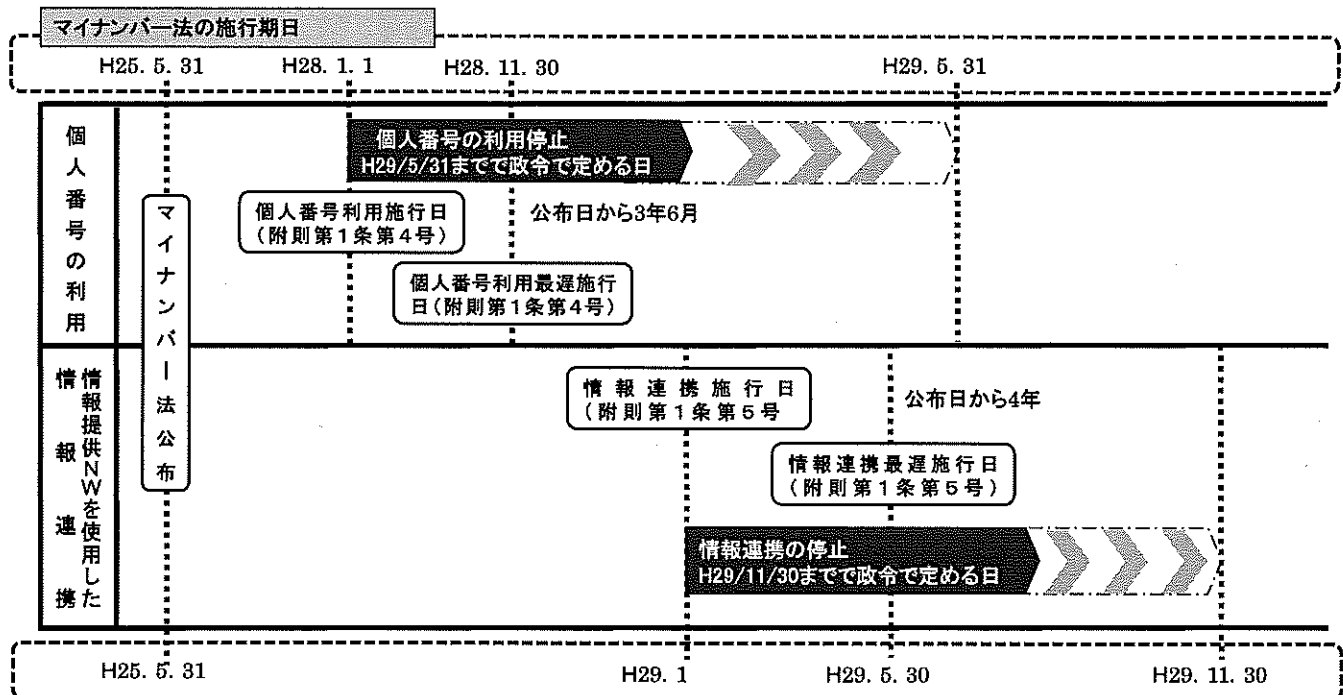 マイナンバー法の施行期日
H25. 5. 31
H28. 1. 1
H28. 11. 30
H29. 5. 31
個人番号の利用
マイナンバー法公布
個人番号の利用停止
H29/5/31までで政令で定める日
個人番号利用施行日
(附則第1条第4号)
公布日から3年6月
個人番号利用最遅施行
日(附則第1条第4号)
情報提供NWを使用した
情報連携
情報連携施行日
(附則第1条第5号
公布日から4年
情報連携最遅施行日
(附則第1条第5号)
情報連携の停止
H29/11/30までで政令で定める日
H25. 5. 31
H29. 1
H29. 5. 30
H29. 11. 30